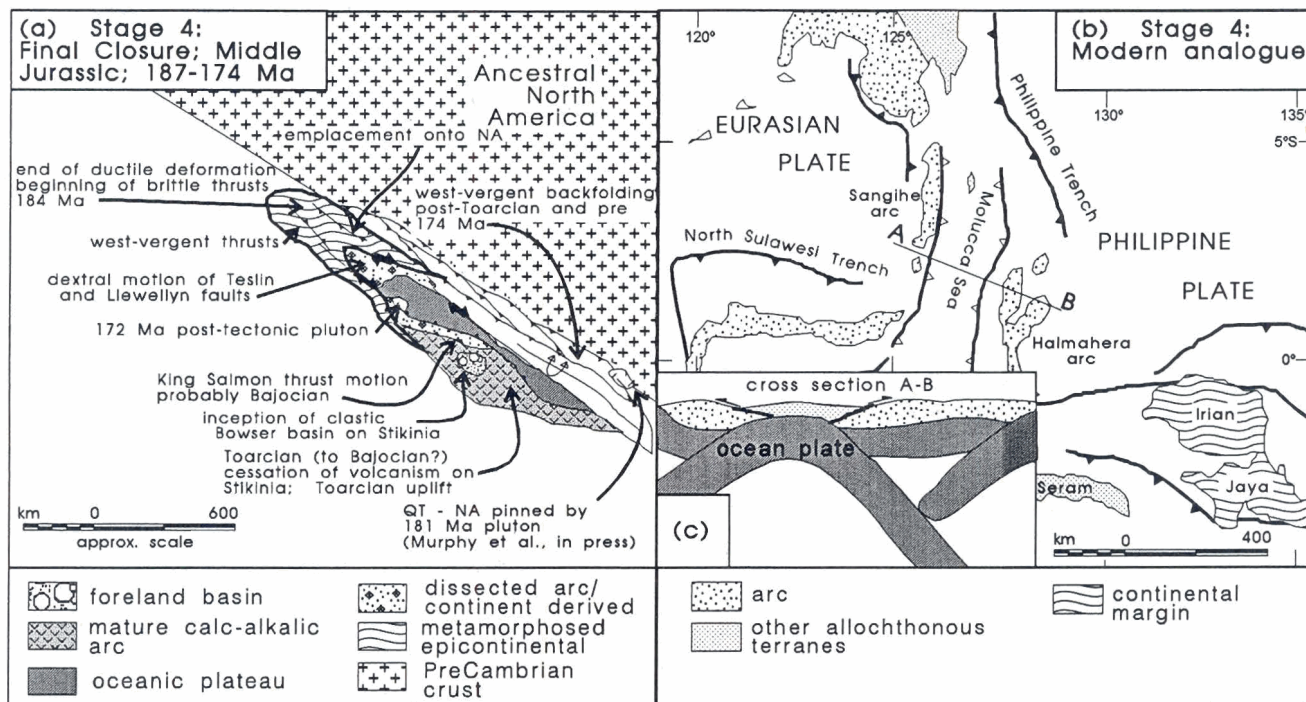 (a) Stage 4:
Final Closure; Middle
Jurassic; 187-174 Ma
Ancestral
North
America
emplacement onto NA
end of ductile deformation
beginning of brittle thrusts
184 Ma
west-vergent backfolding
post-Toarcian and pre
174 Ma
west-vergent thrusts
dextral motion of Teslin
and Llewellyn faults
172 Ma post-tectonic pluton
King Salmon thrust motion
probably Bajocian
inception of clastic
Bowser basin on Stikinia
Toarcian (to Bajocian?)
cessation of volcanism on
Stikinia; Toarcian uplift
QT - NA pinned by
181 Ma pluton
(Murphy et al., in press)
km 0 600
approx. scale
foreland basin
mature calc-alkalic
arc
oceanic plateau
dissected arc/
continent derived
metamorphosed
epicontinental
PreCambrian
crust
(b) Stage 4:
Modern analogue
120°
125°
130°
135°
5°S
0°
EURASIAN
PLATE
Philippine Trench
Sangihe
arc
A
North Sulawesi Trench
Molucca
Sea
PHILIPPINE
PLATE
B
Halmahera
arc
cross section A-B
ocean plate
(c)
Irian
Jaya
Seram
km 0 400
arc
other allochthonous
terranes
continental
margin